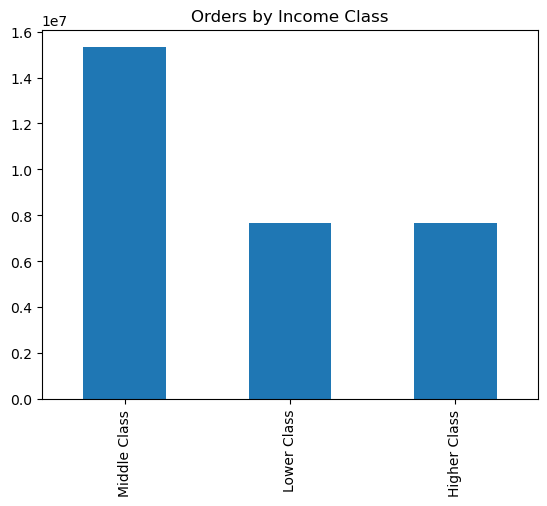 Orders by Income Class
1e7
1.6
1.4
1.2
1.0
0.8
0.6
0.4
0.2
0.0
Middle Class
Lower Class
Higher Class